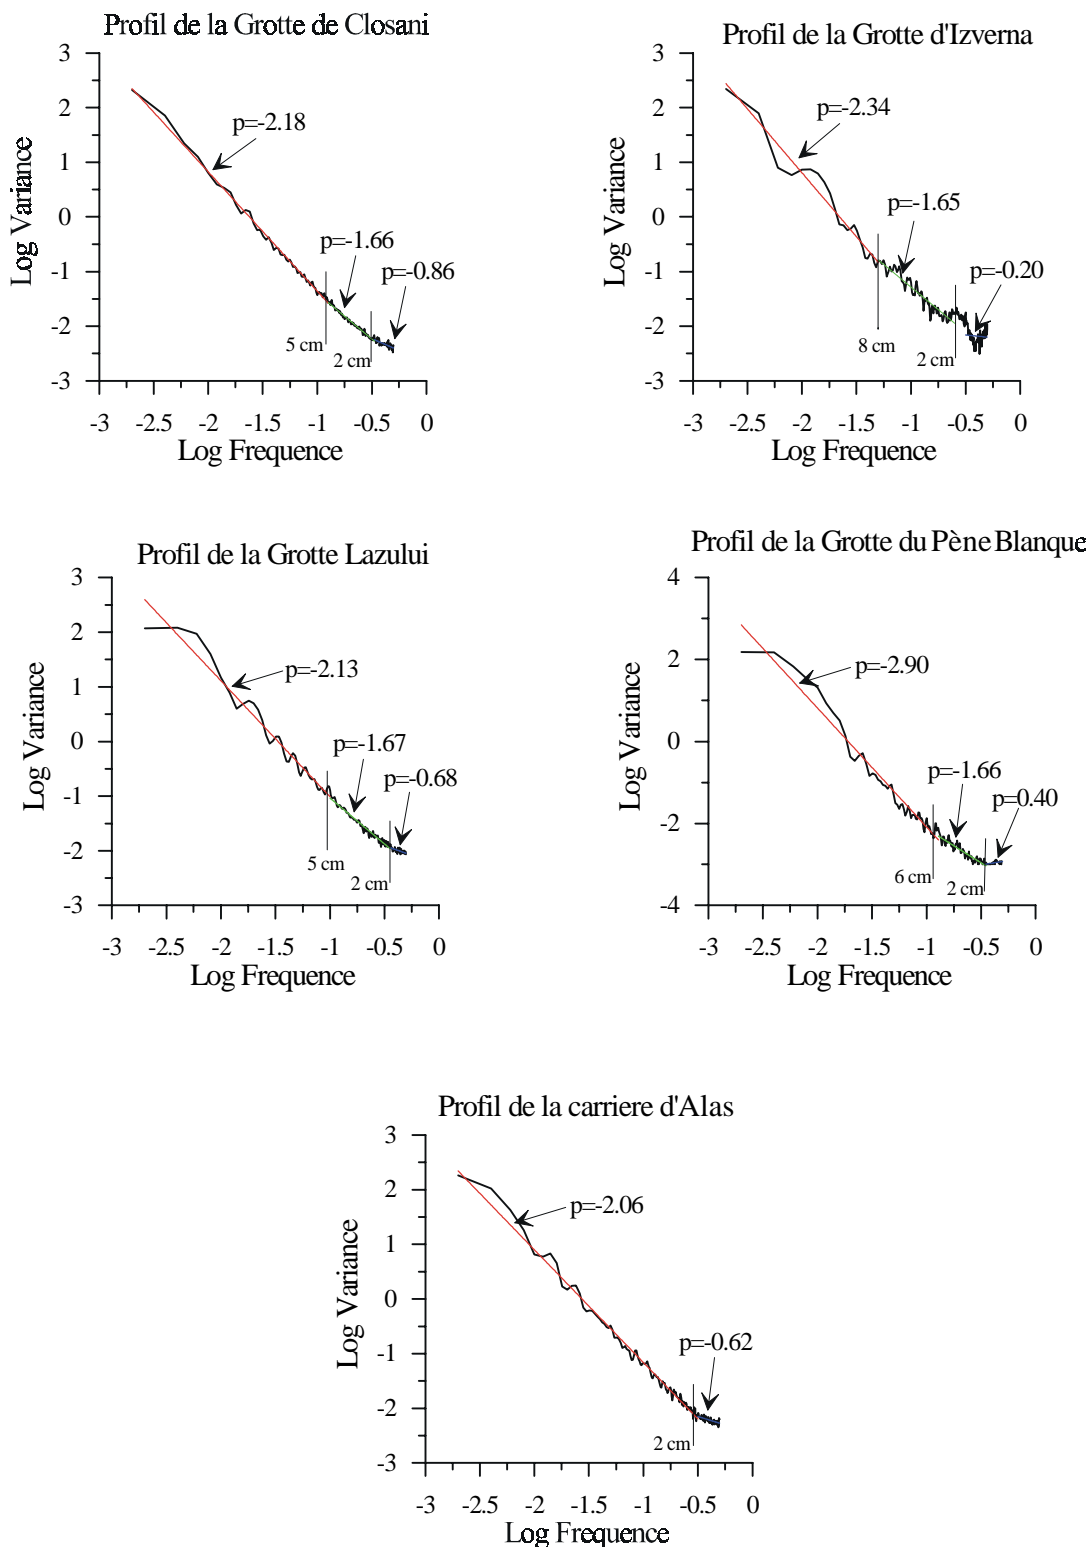 Profil de la Grotte de Closani
3
2
1
0
-1
-2
-3
Log Variance
p=-2.18
p=-1.66
p=-0.86
5 cm
2 cm
-3 -2.5 -2 -1.5 -1 -0.5 0
Log Frequence
Profil de la Grotte d'Izverna
3
2
1
0
-1
-2
-3
Log Variance
p=-2.34
p=-1.65
p=-0.20
8 cm
2 cm
-3 -2.5 -2 -1.5 -1 -0.5 0
Log Frequence
Profil de la Grotte Lazului
3
2
1
0
-1
-2
-3
Log Variance
p=-2.13
p=-1.67
p=-0.68
5 cm
2 cm
-3 -2.5 -2 -1.5 -1 -0.5 0
Log Frequence
Profil de la Grotte du Pène Blanque
4
2
0
-2
-4
Log Variance
p=-2.90
p=-1.66
p=0.40
6 cm
2 cm
-3 -2.5 -2 -1.5 -1 -0.5 0
Log Frequence
Profil de la carriere d'Alas
3
2
1
0
-1
-2
-3
Log Variance
p=-2.06
p=-0.62
2 cm
-3 -2.5 -2 -1.5 -1 -0.5 0
Log Frequence